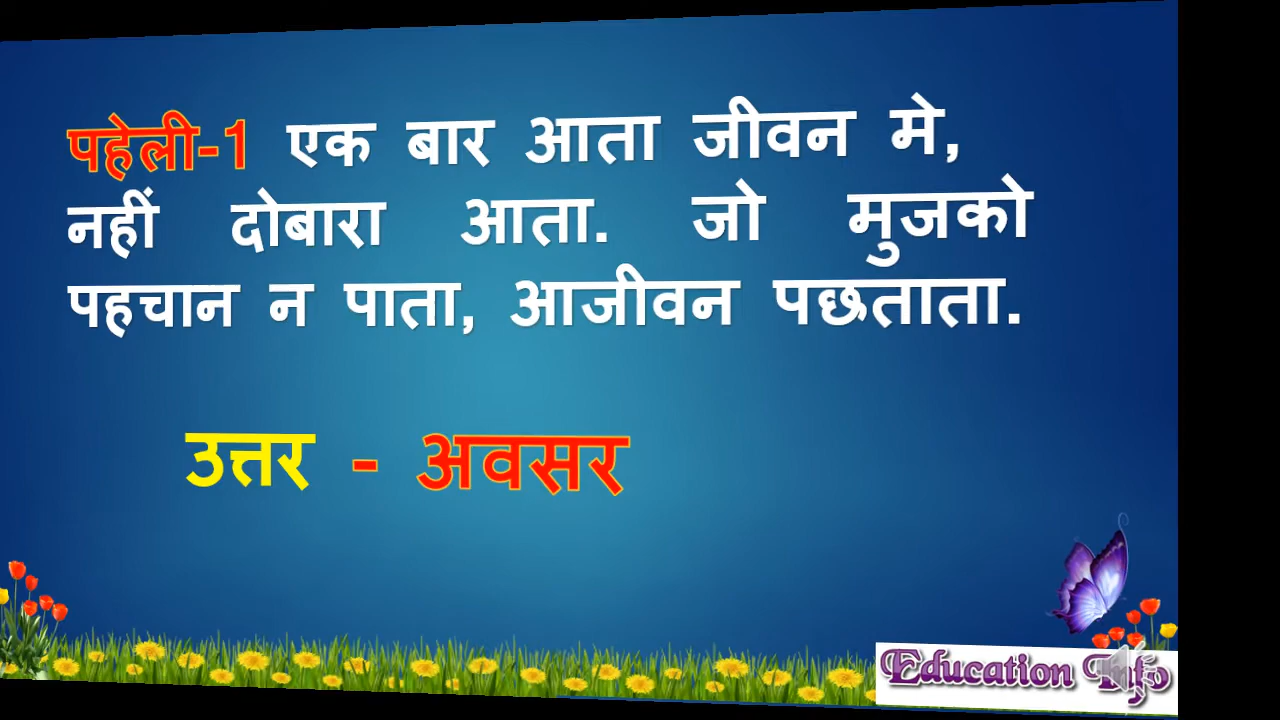 पहेली-1 एक बार आता जीवन मे,
नहीं दोबारा आता. जो मुजको
पहचान न पाता, आजीवन पछताता.
उत्तर - अवसर
Education Info